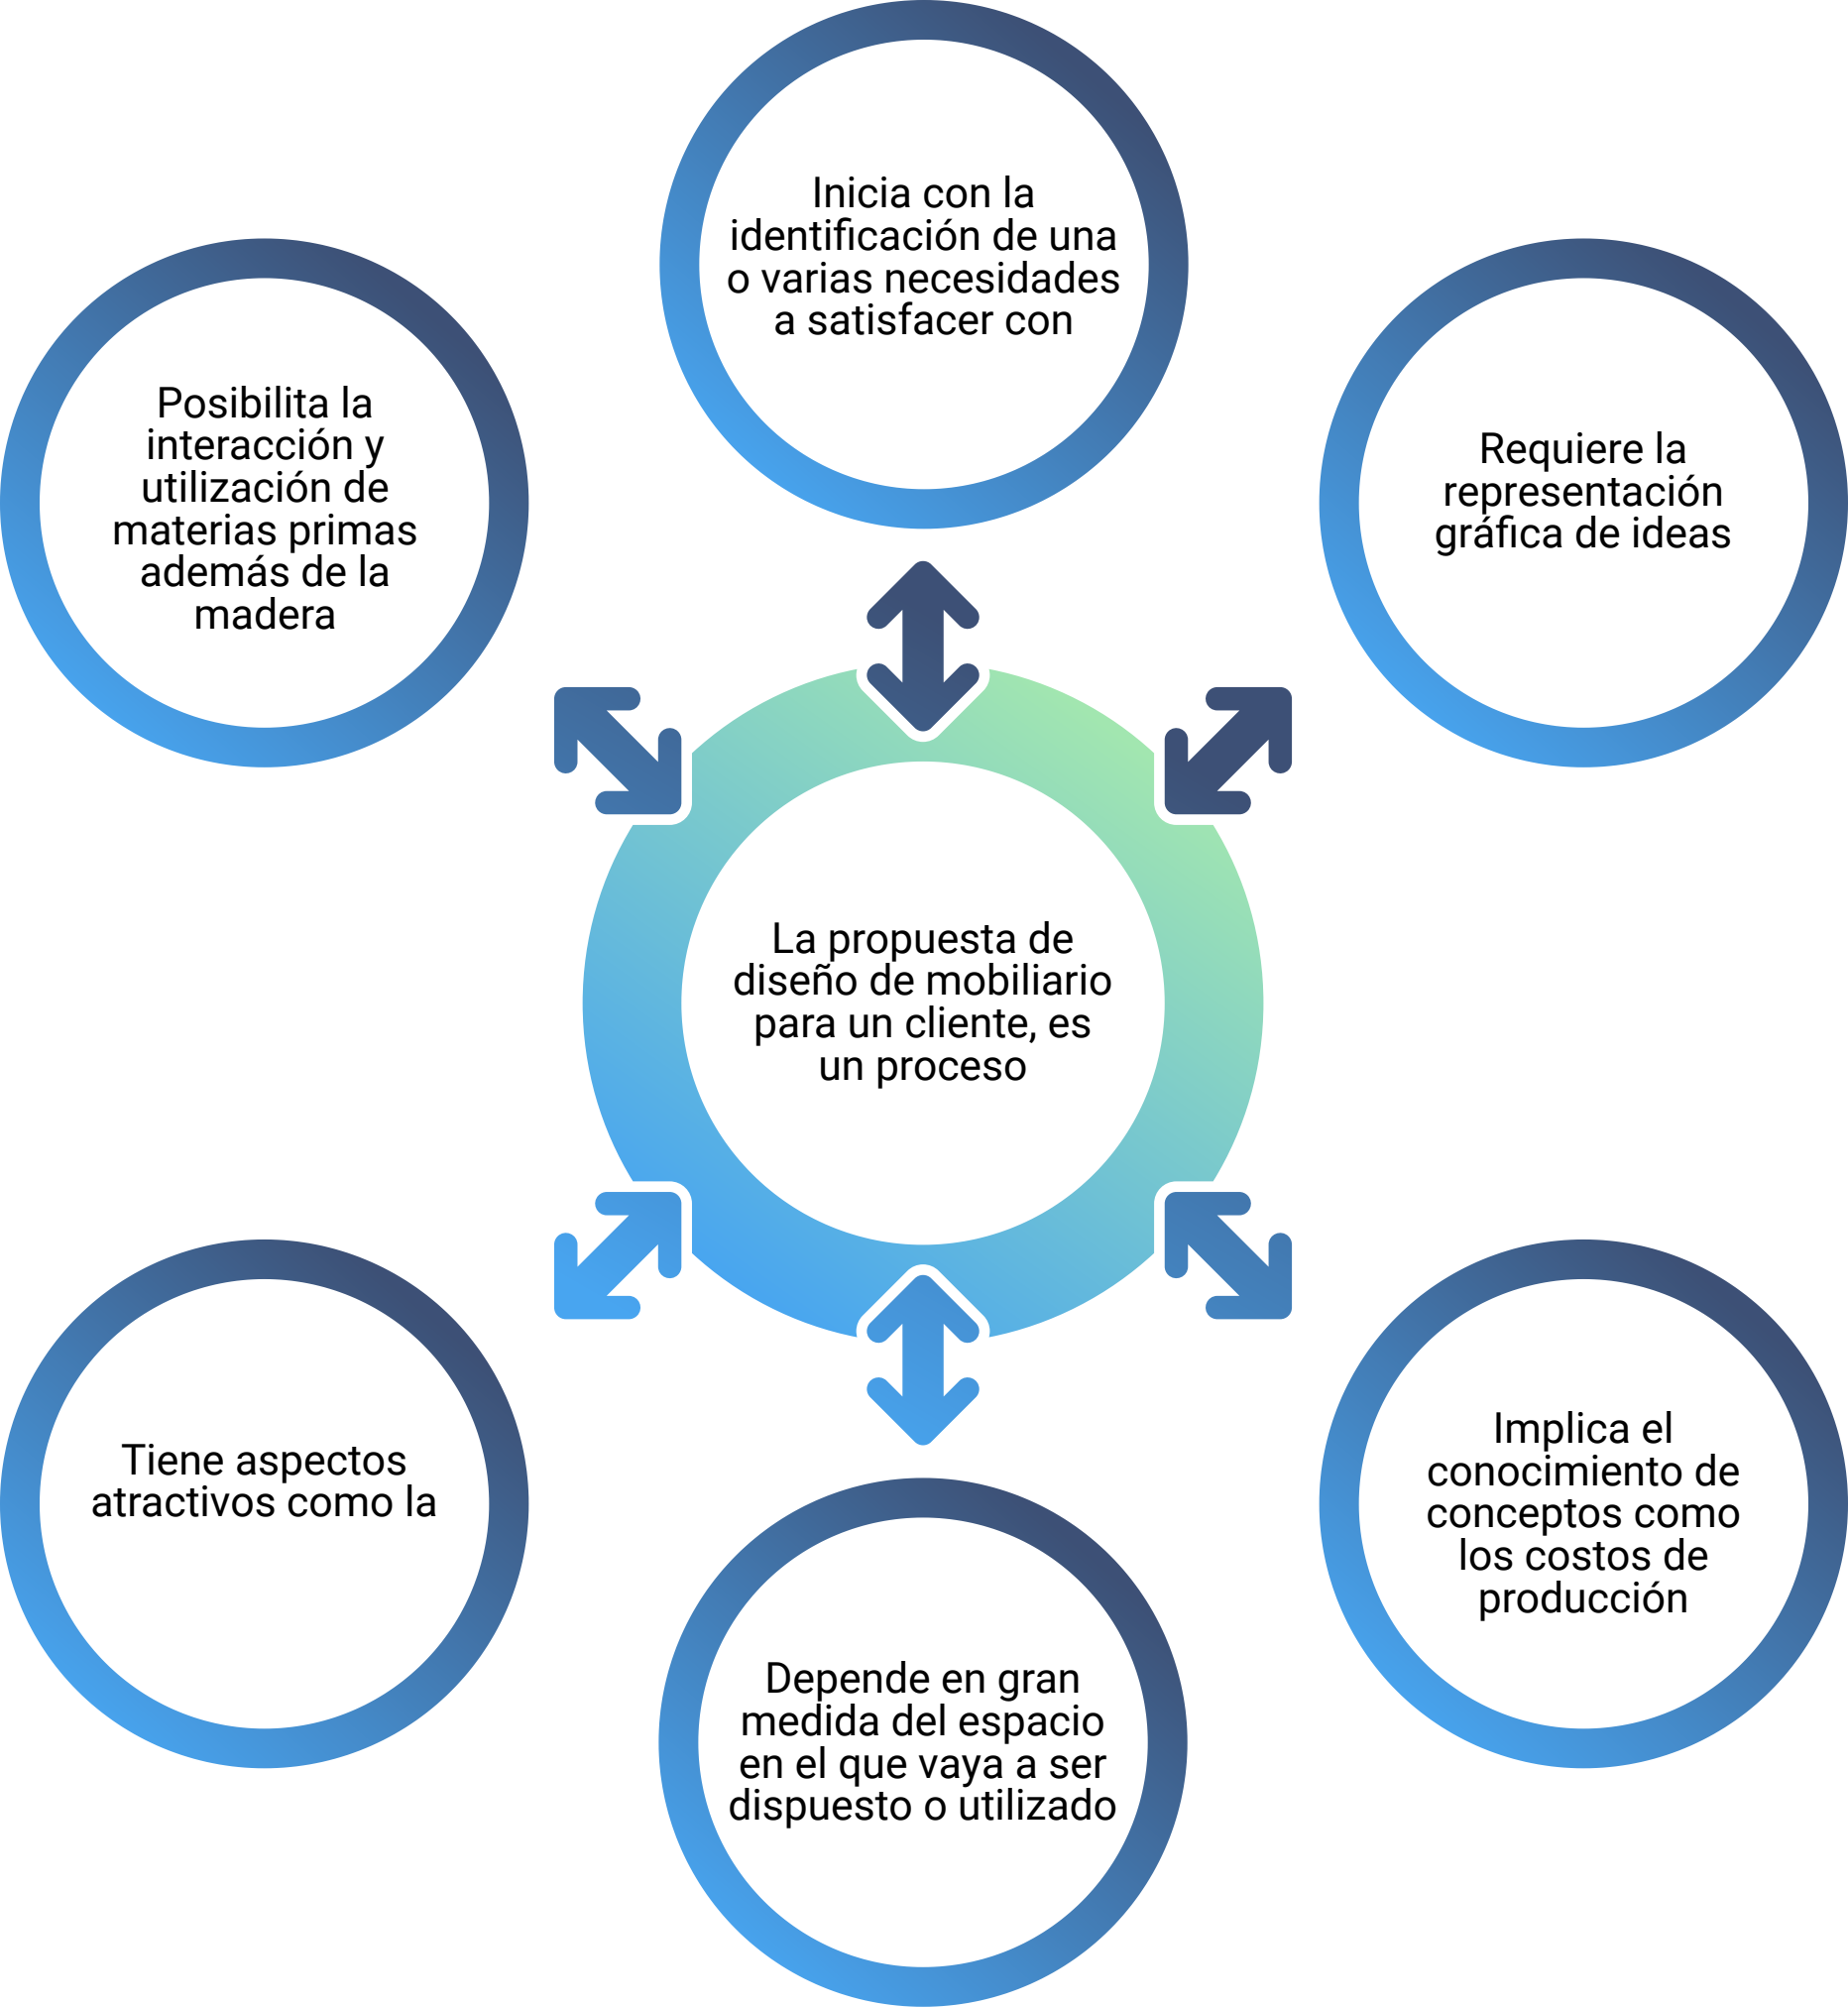 Inicia con la
identificación de una
o varias necesidades
a satisfacer con
Posibilita la
interacción y
utilización de
materias primas
además de la
madera
Requiere la
representación
gráfica de ideas
La propuesta de
diseño de mobiliario
para un cliente, es
un proceso
Tiene aspectos
atractivos como la
Implica el
conocimiento de
conceptos como
los costos de
producción
Depende en gran
medida del espacio
en el que vaya a ser
dispuesto o utilizado